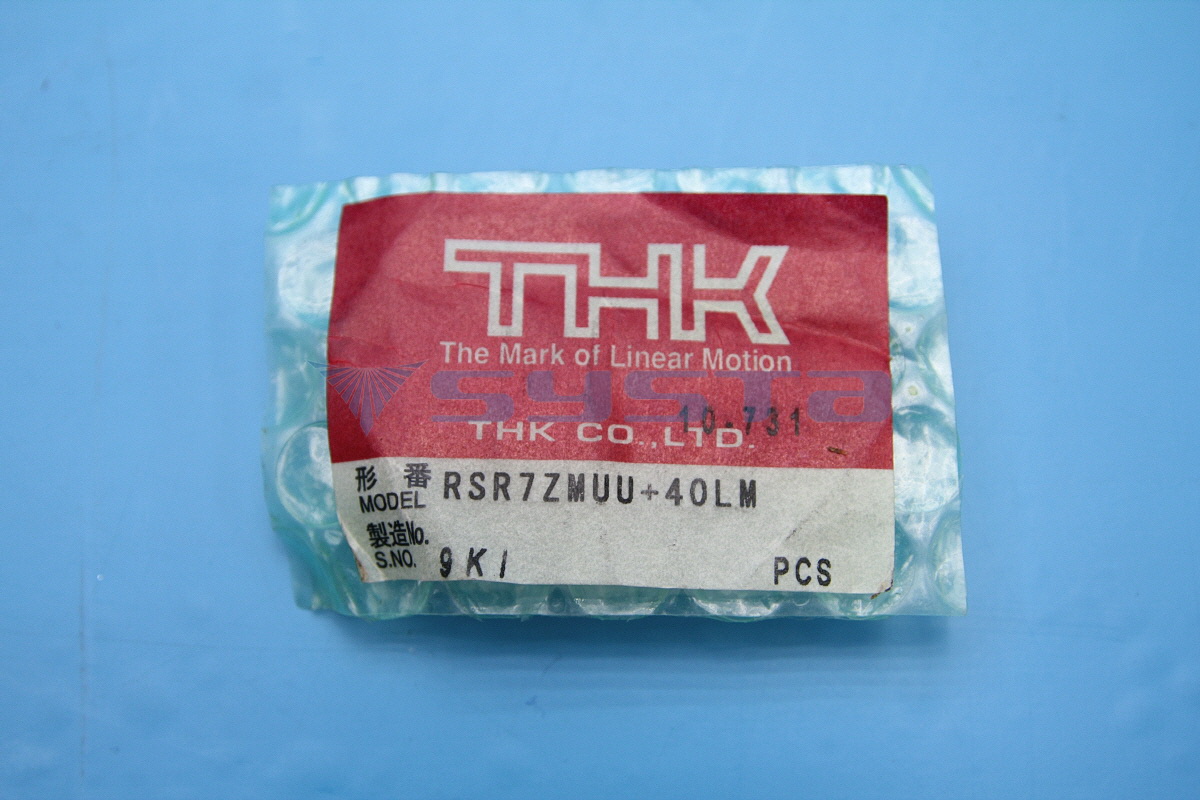 THK
The Mark of Linear Motion
systa
10.731
THK CO.,LTD.
形 番
MODEL RSR7ZMUU+40LM
製造No.
S.NO. 9K1
PCS